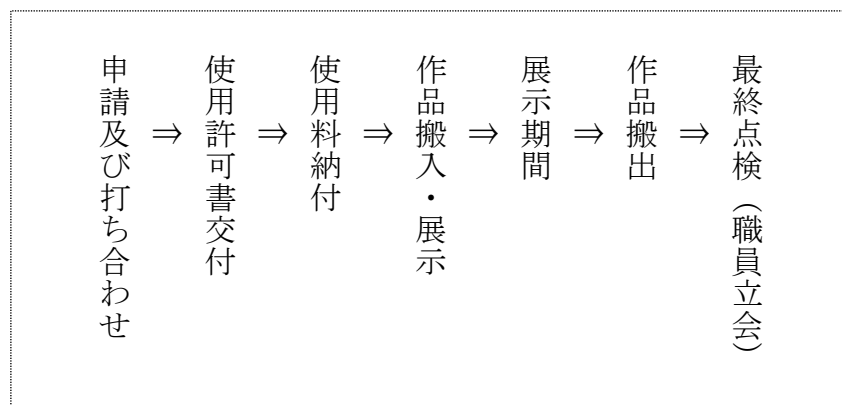 申請及び打ち合わせ
⇒
使用許可書交付
⇒
使用料納付
⇒
作品搬入・展示
⇒
展示期間
⇒
作品搬出
⇒
最終点検（職員立会）